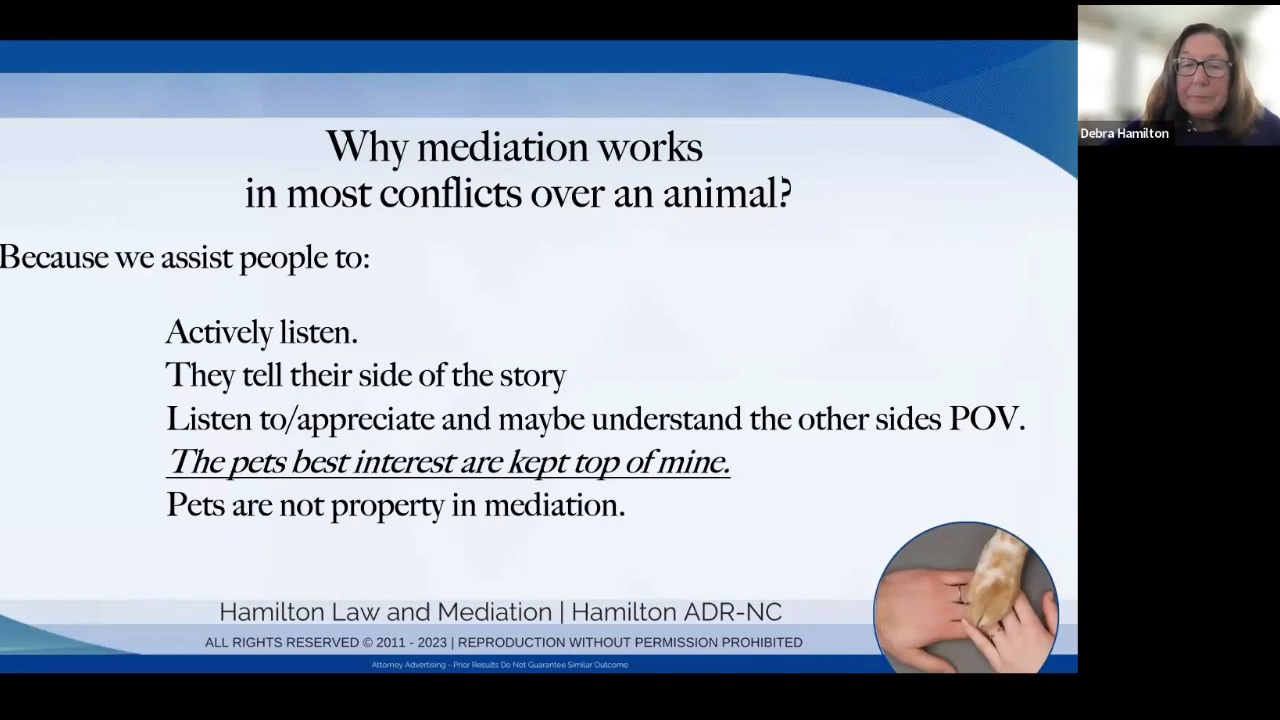 Why mediation works
in most conflicts over an animal?
Because we assist people to:
Actively listen.
They tell their side of the story
Listen to/appreciate and maybe understand the other sides POV.
The pets best interest are kept top of mine.
Pets are not property in mediation.
Hamilton Law and Mediation | Hamilton ADR-NC
ALL RIGHTS RESERVED © 2011 - 2023 | REPRODUCTION WITHOUT PERMISSION PROHIBITED
Attorney Advertising - Prior Results Do Not Guarantee Similar Outcome
Debra Hamilton